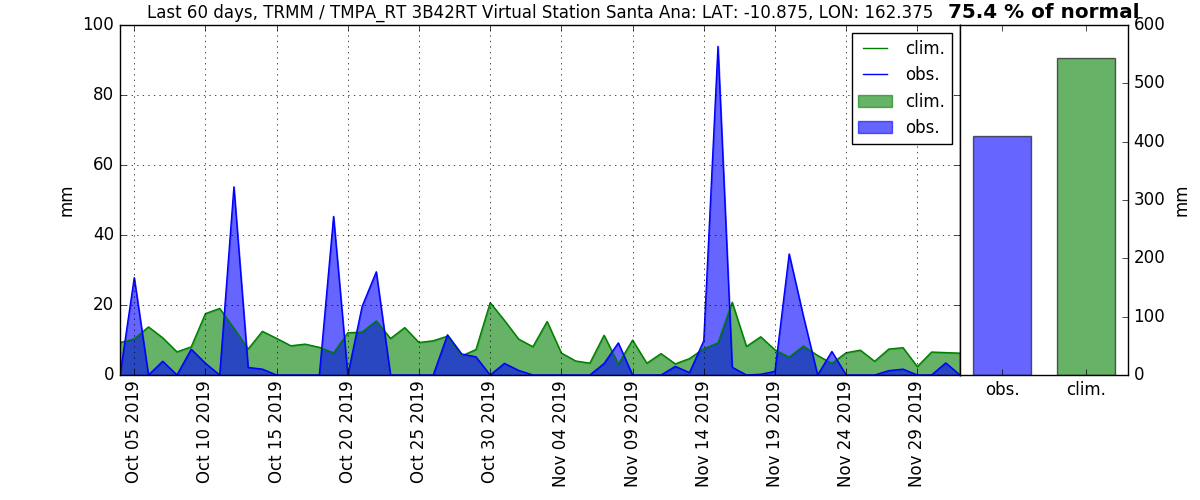 Last 60 days, TRMM / TMPA_RT 3B42RT Virtual Station Santa Ana: LAT: -10.875, LON: 162.375
75.4 % of normal
100
80
60
40
20
0
mm
clim.
obs.
clim.
obs.
600
500
400
300
200
100
0
mm
Oct 05 2019
Oct 10 2019
Oct 15 2019
Oct 20 2019
Oct 25 2019
Oct 30 2019
Nov 04 2019
Nov 09 2019
Nov 14 2019
Nov 19 2019
Nov 24 2019
Nov 29 2019
obs.
clim.